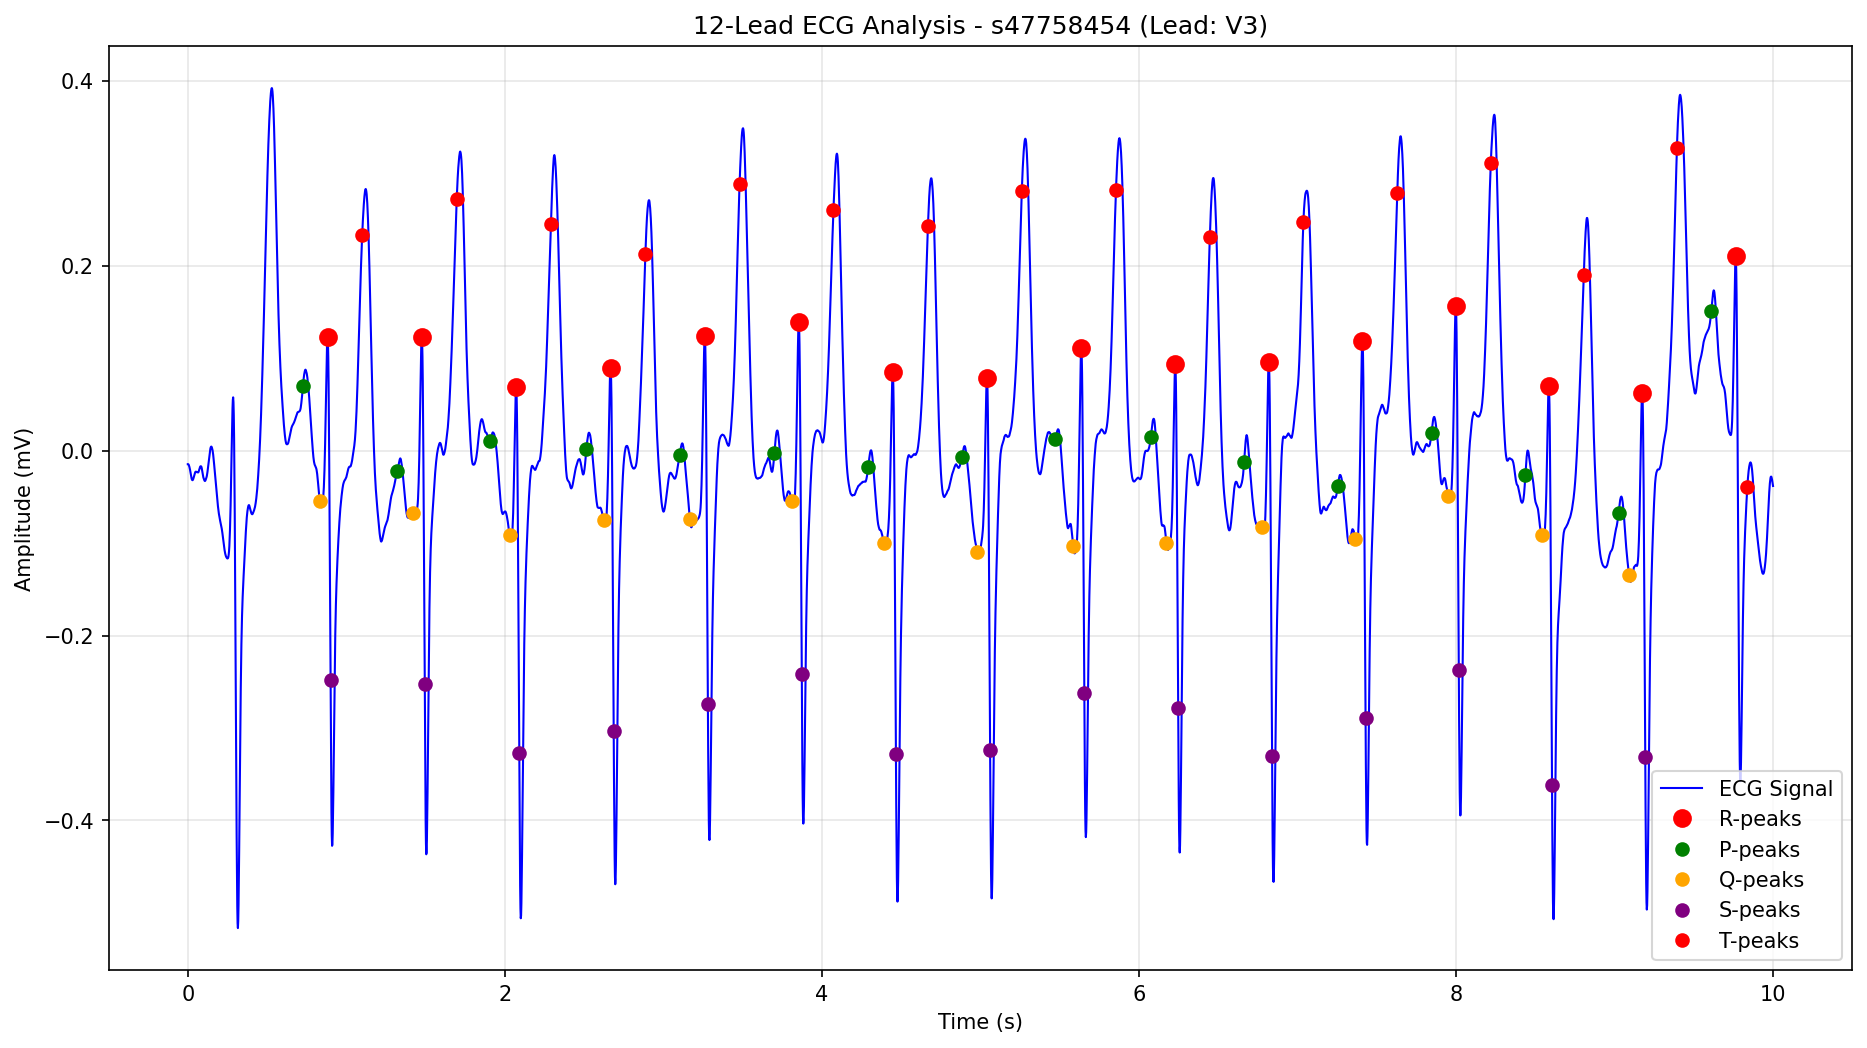 12-Lead ECG Analysis - s47758454 (Lead: V3)
Amplitude (mV)
0.4
0.2
0.0
−0.2
−0.4
ECG Signal
R-peaks
P-peaks
Q-peaks
S-peaks
T-peaks
0 2 4 6 8 10
Time (s)